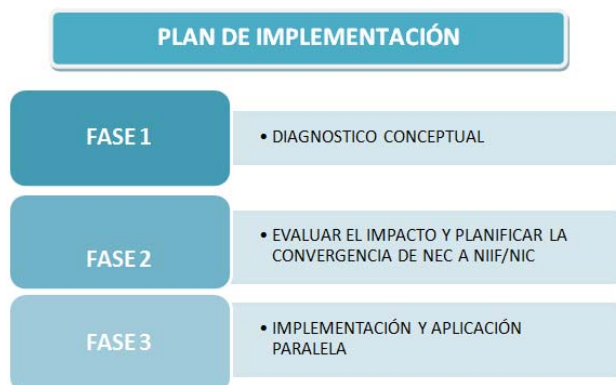 PLAN DE IMPLEMENTACIÓN
FASE 1
• DIAGNOSTICO CONCEPTUAL
FASE 2
• EVALUAR EL IMPACTO Y PLANIFICAR LA
CONVERGENCIA DE NEC A NIIF/NIC
FASE 3
• IMPLEMENTACIÓN Y APLICACIÓN
PARALELA